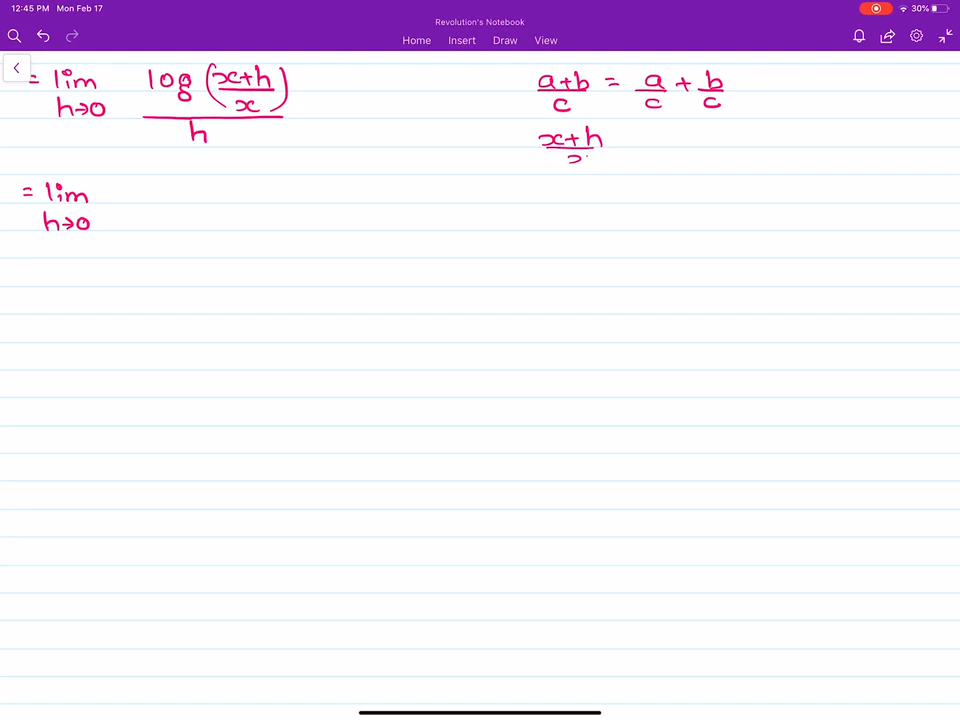 12:45 PM Mon Feb 17 30%
Revolution's Notebook
Home Insert Draw View
= lim log (x+h / x) a+b / c = a/c + b/c
h→0 h
x+h / x
= lim
h→0